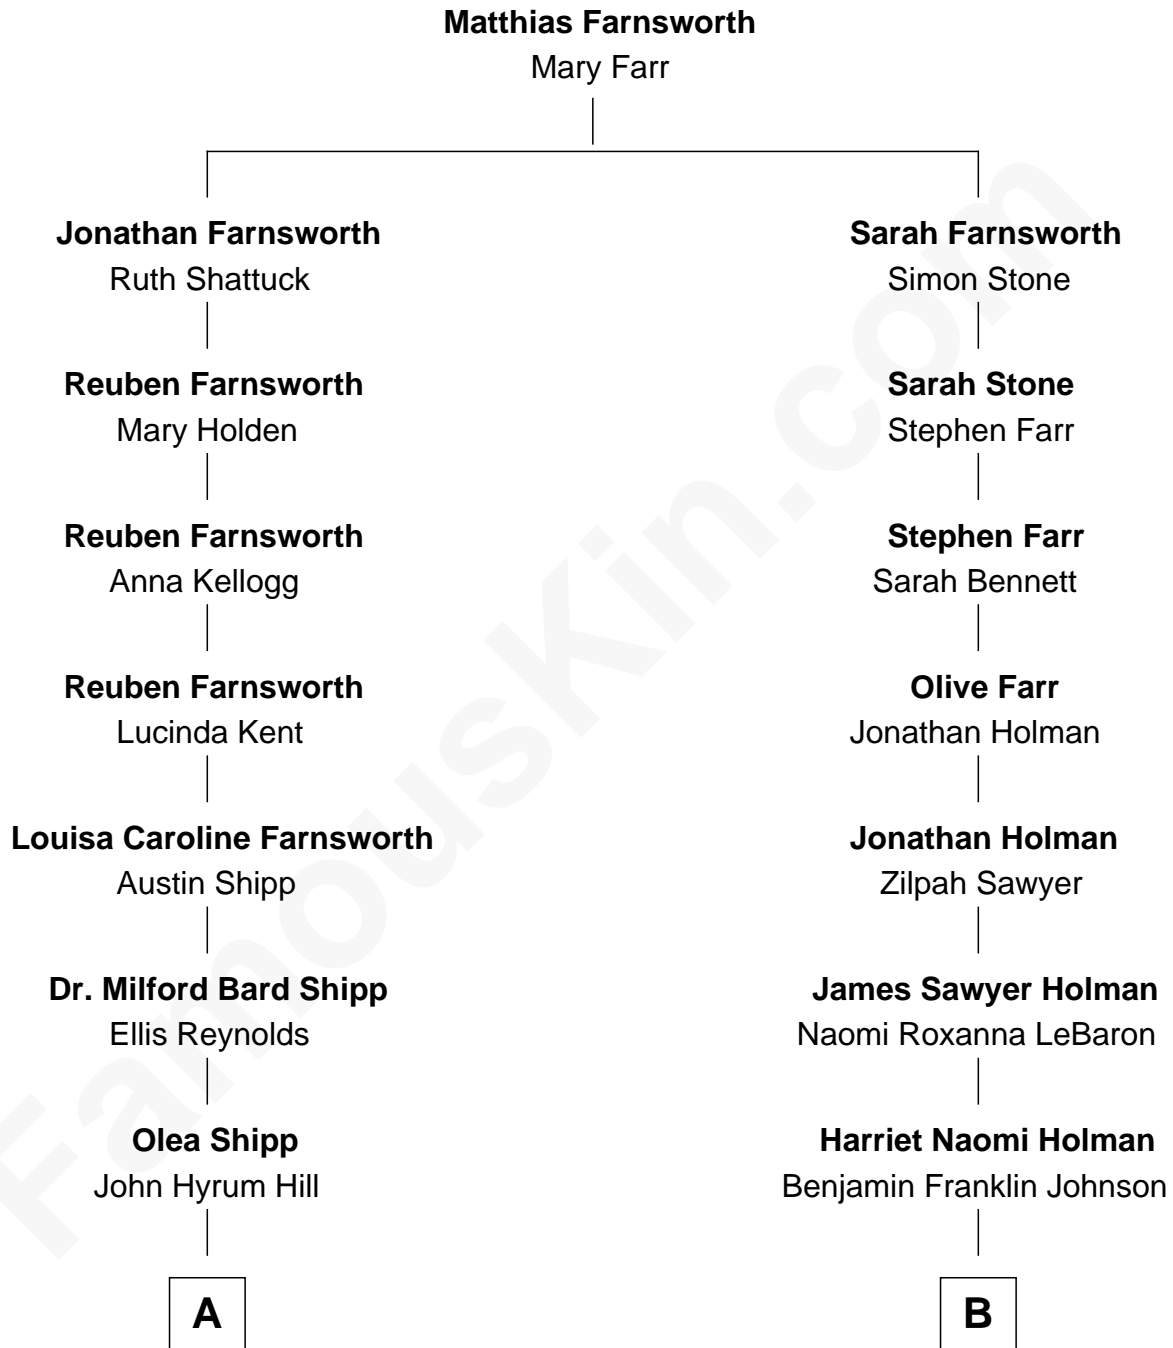 Matthias Farnsworth
Mary Farr
Jonathan Farnsworth
Ruth Shattuck
Sarah Farnsworth
Simon Stone
Reuben Farnsworth
Mary Holden
Sarah Stone
Stephen Farr
Reuben Farnsworth
Anna Kellogg
Stephen Farr
Sarah Bennett
Reuben Farnsworth
Lucinda Kent
Olive Farr
Jonathan Holman
Louisa Caroline Farnsworth
Austin Shipp
Jonathan Holman
Zilpah Sawyer
Dr. Milford Bard Shipp
Ellis Reynolds
James Sawyer Holman
Naomi Roxanna LeBaron
Olea Shipp
John Hyrum Hill
Harriet Naomi Holman
Benjamin Franklin Johnson
A
B
FamousKin.com